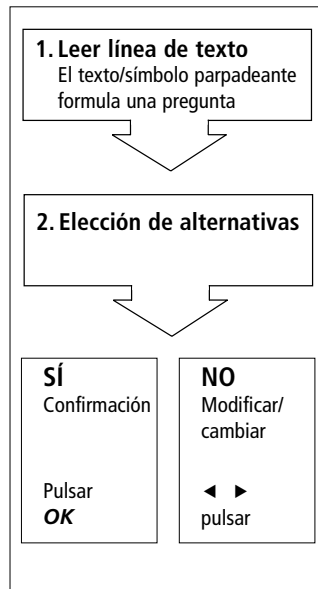 1. Leer línea de texto
El texto/símbolo parpadeante
formula una pregunta
2. Elección de alternativas
SÍ
Confirmación
Pulsar
OK
NO
Modificar/
cambiar
◄ ►
pulsar